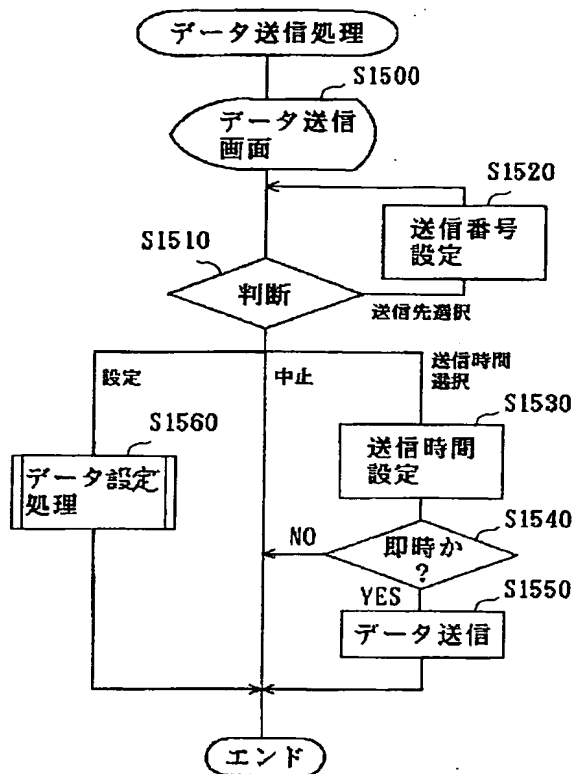 データ送信処理
S1500
データ送信
画面
S1520
送信番号
設定
S1510
判断
送信先選択
設定
中止
送信時間
選択
S1560
データ設定
処理
S1530
送信時間
設定
S1540
即時か
?
NO
YES
S1550
データ送信
エンド